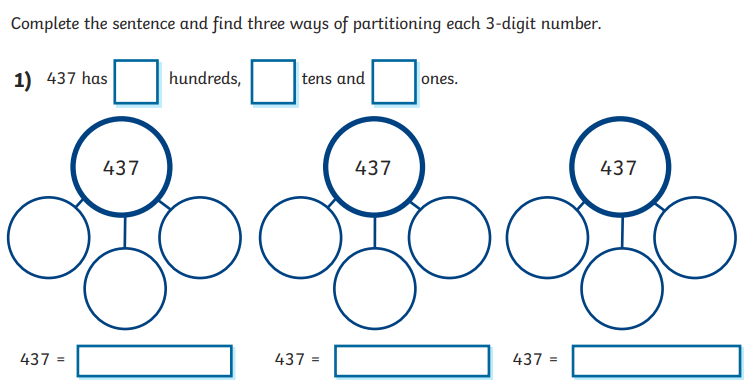 Complete the sentence and find three ways of partitioning each 3-digit number.
1) 437 has hundreds, tens and ones.
437 437 437
437 = 437 = 437 =